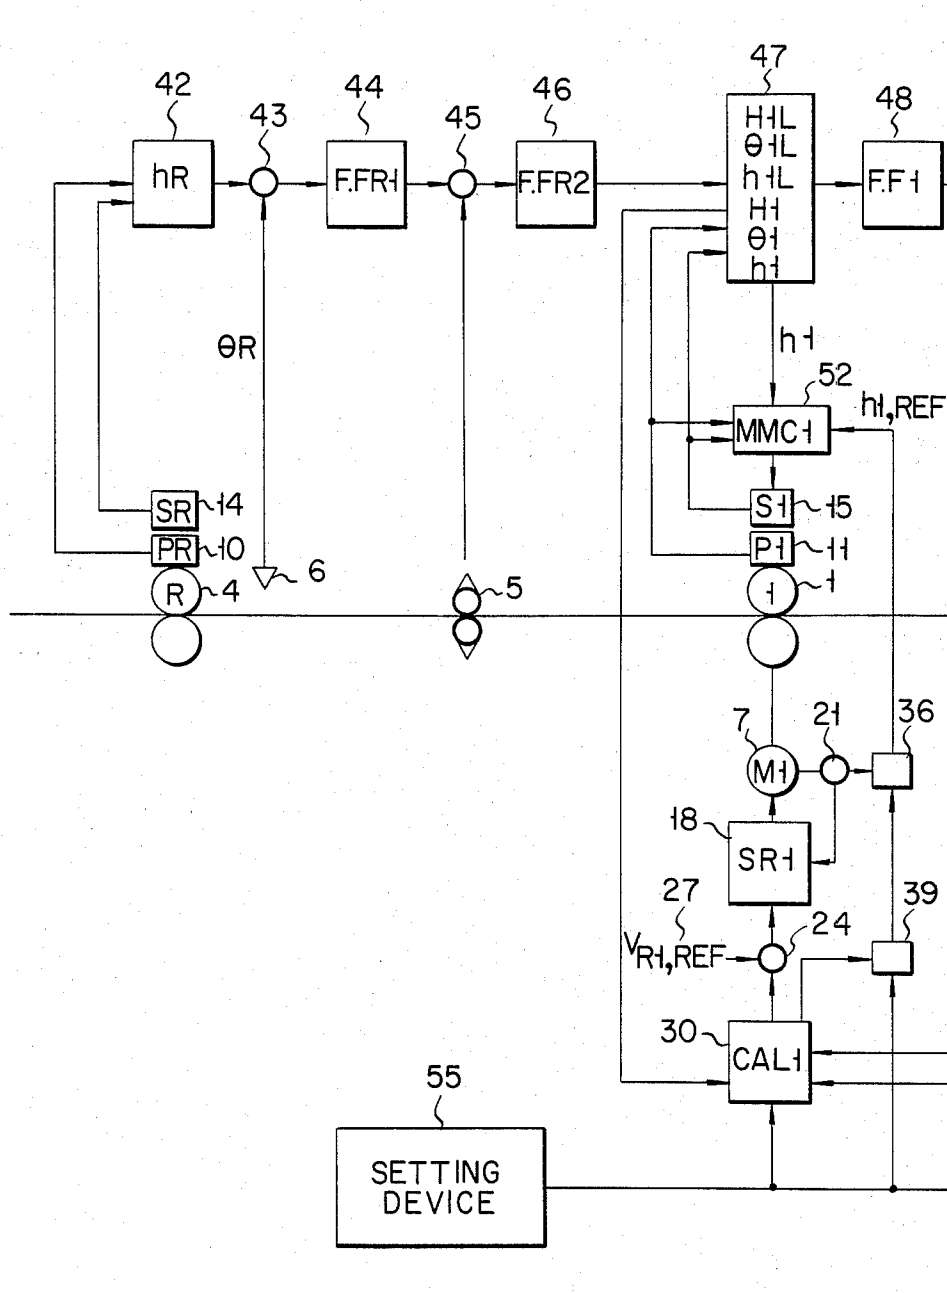 42
43
44
45
46
47
48
hR
F.FR1
F.FR2
H1L
θ1L
h1L
H1
θ1
h1
F.F1
θR
h1
52
h1,REF
MMC1
SR
14
PR
10
R
4
6
5
S1
15
P1
11
1
1
7
21
36
M1
18
SR1
27
39
VR1,REF
24
30
CAL1
55
SETTING
DEVICE